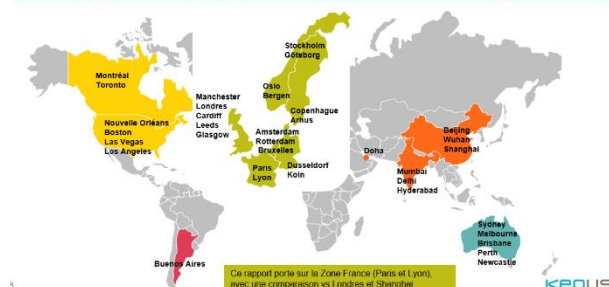 Montréal
Toronto
Nouvelle Orléans
Boston
Las Vegas
Los Angeles
Buenos Aires
Manchester
Londres
Cardiff
Leeds
Glasgow
Stockholm
Göteborg
Oslo
Bergen
Copenhague
Arhus
Amsterdam
Rotterdam
Bruxelles
Paris
Lyon
Dusseldorf
Koln
Doha
Beijing
Wuhan
Shanghai
Mumbai
Delhi
Hyderabad
Sydney
Melbourne
Brisbane
Perth
Newcastle
Ce rapport porte sur la Zone France (Paris et Lyon),
avec une comparaison vs Londres et Shanghai